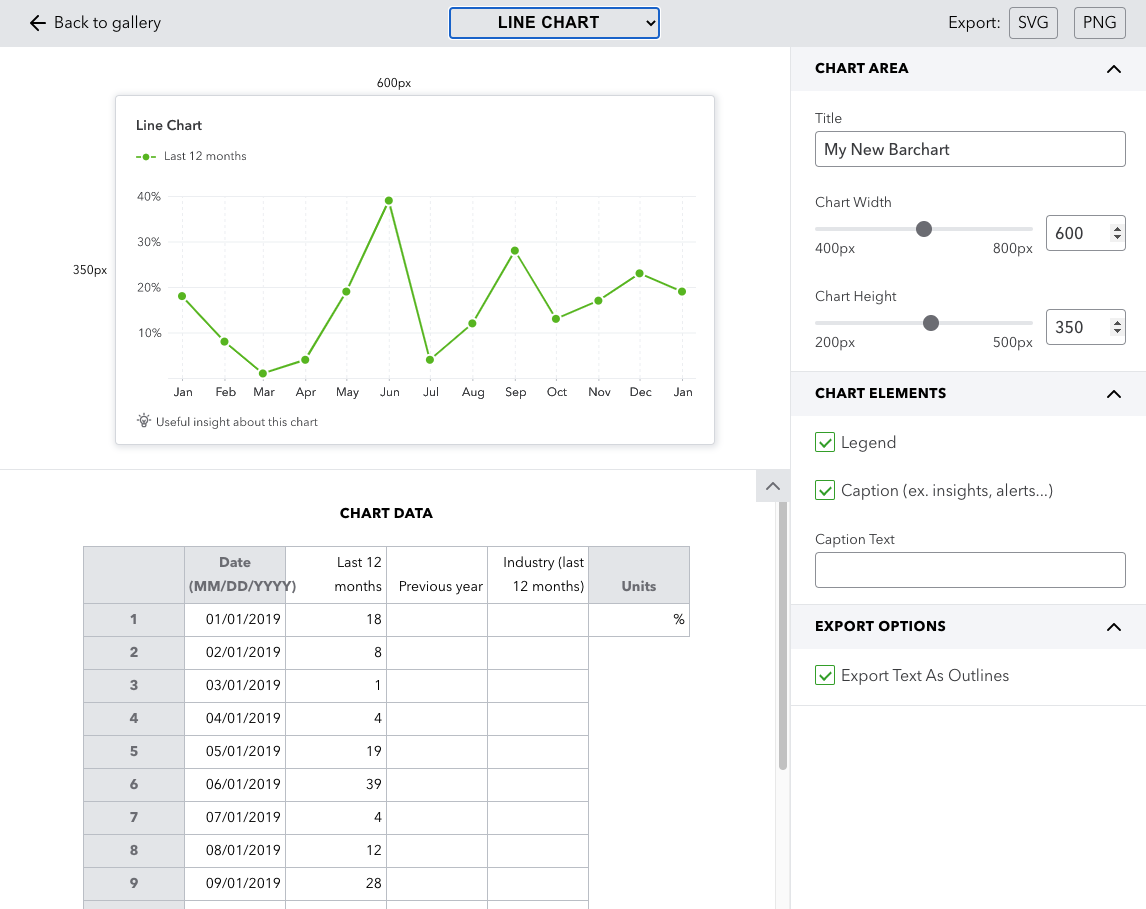 Back to gallery
LINE CHART
Export: SVG PNG
600px
350px
Line Chart
Last 12 months
40%
30%
20%
10%
Jan Feb Mar Apr May Jun Jul Aug Sep Oct Nov Dec Jan
Useful insight about this chart
CHART DATA
Date (MM/DD/YYYY) Last 12 months Previous year Industry (last 12 months) Units
1 01/01/2019 18 %
2 02/01/2019 8
3 03/01/2019 1
4 04/01/2019 4
5 05/01/2019 19
6 06/01/2019 39
7 07/01/2019 4
8 08/01/2019 12
9 09/01/2019 28
CHART AREA
Title
My New Barchart
Chart Width
600
400px 800px
Chart Height
350
200px 500px
CHART ELEMENTS
Legend
Caption (ex. insights, alerts...)
Caption Text
EXPORT OPTIONS
Export Text As Outlines